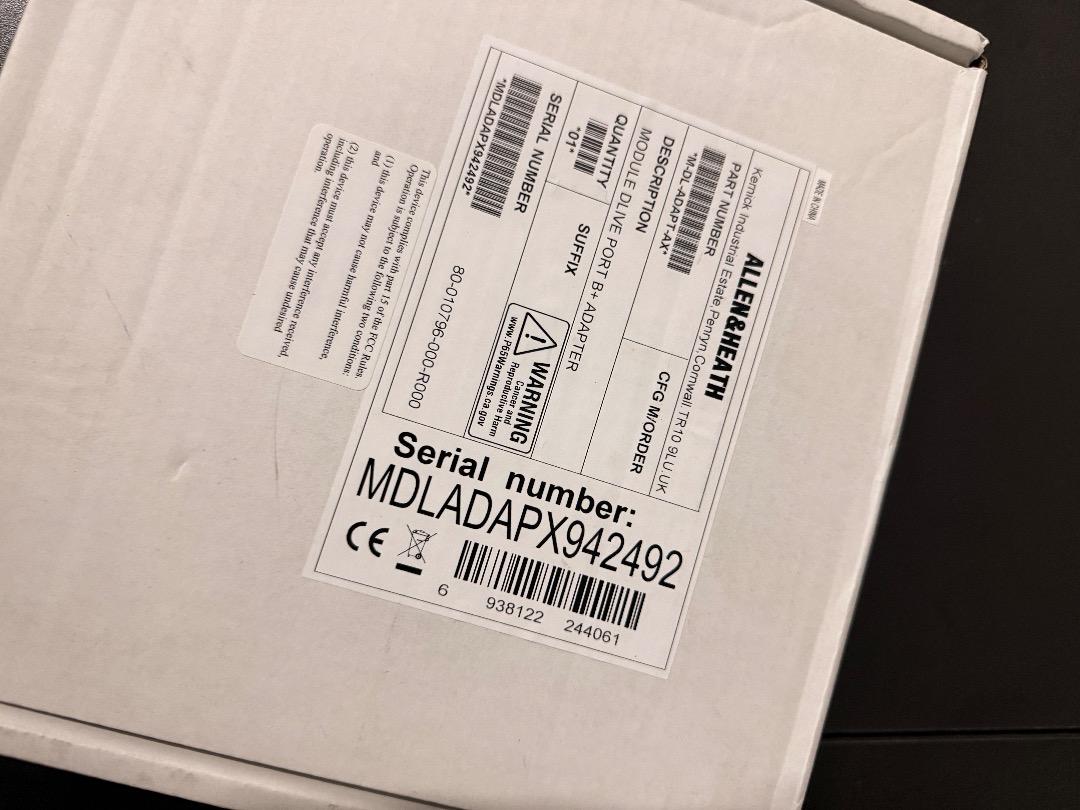 MADE IN CHINA
ALLEN&HEATH
Kernick Industrial Estate, Penryn, Cornwall TR10 9LU. UK
PART NUMBER
*M-DL-ADAPT-AX*
CFG M/ORDER
DESCRIPTION
MODULE DLIVE PORT B+ ADAPTER
QUANTITY
*01*
SUFFIX
SERIAL NUMBER
*MDLADAPX942492*
WARNING
Cancer and
Reproductive Harm
www.P65Warnings.ca.gov
80-010796-000-R000
This device complies with part 15 of the FCC Rules.
Operation is subject to the following two conditions:
(1) this device may not cause harmful interference,
and
(2) this device must accept any interference received,
including interference that may cause undesired
operation.
Serial number:
MDLADAPX942492
CE
6 938122 244061